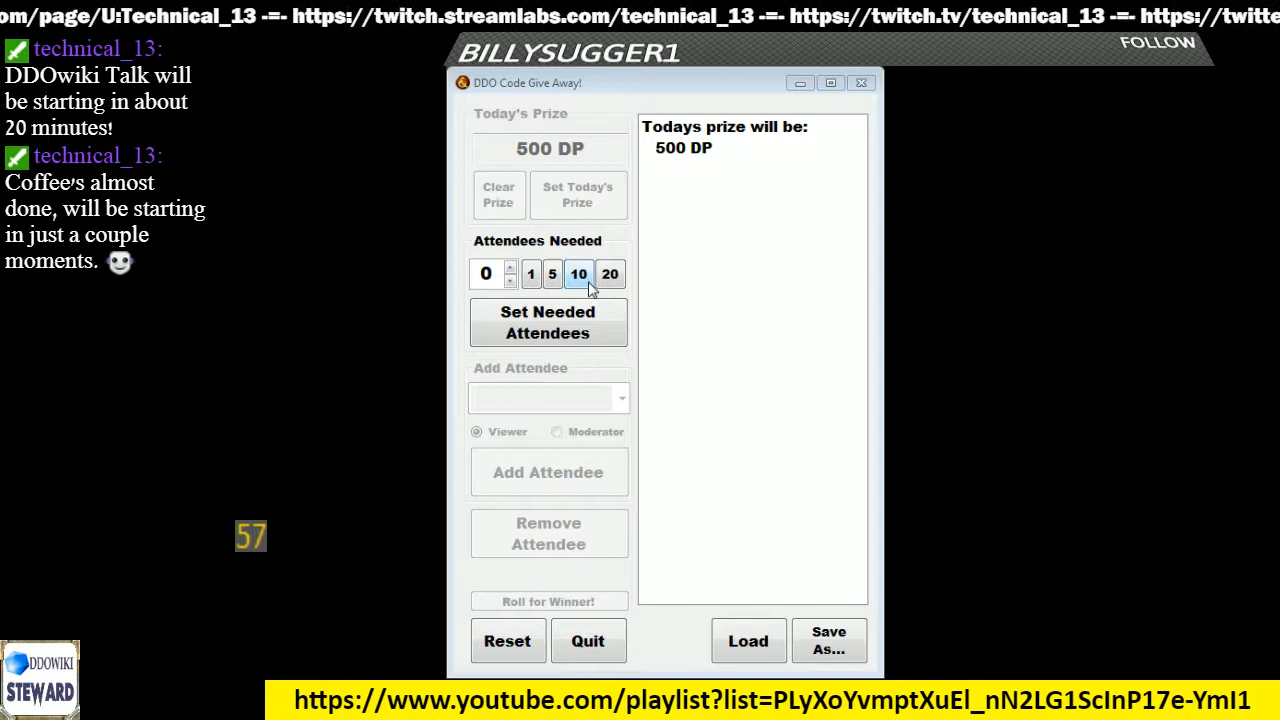 om/page/U:Technical_13 -=- https://twitch.streamlabs.com/technical_13 -=- https://twitch.tv/technical_13 -=- https://twitte
technical_13:
DDOwiki Talk will
be starting in about
20 minutes!
technical_13:
Coffee's almost
done, will be starting
in just a couple
moments.
57
DDOWIKI
STEWARD
BILLYSUGGER1
FOLLOW
DDO Code Give Away!
Today's Prize
500 DP
Clear
Prize
Set Today's
Prize
Attendees Needed
0 1 5 10 20
Set Needed
Attendees
Add Attendee
Viewer Moderator
Add Attendee
Remove
Attendee
Roll for Winner!
Reset Quit
Todays prize will be:
500 DP
Load
Save
As...
https://www.youtube.com/playlist?list=PLyXoYvmptXuEl_nN2LG1ScInP17e-YmI1